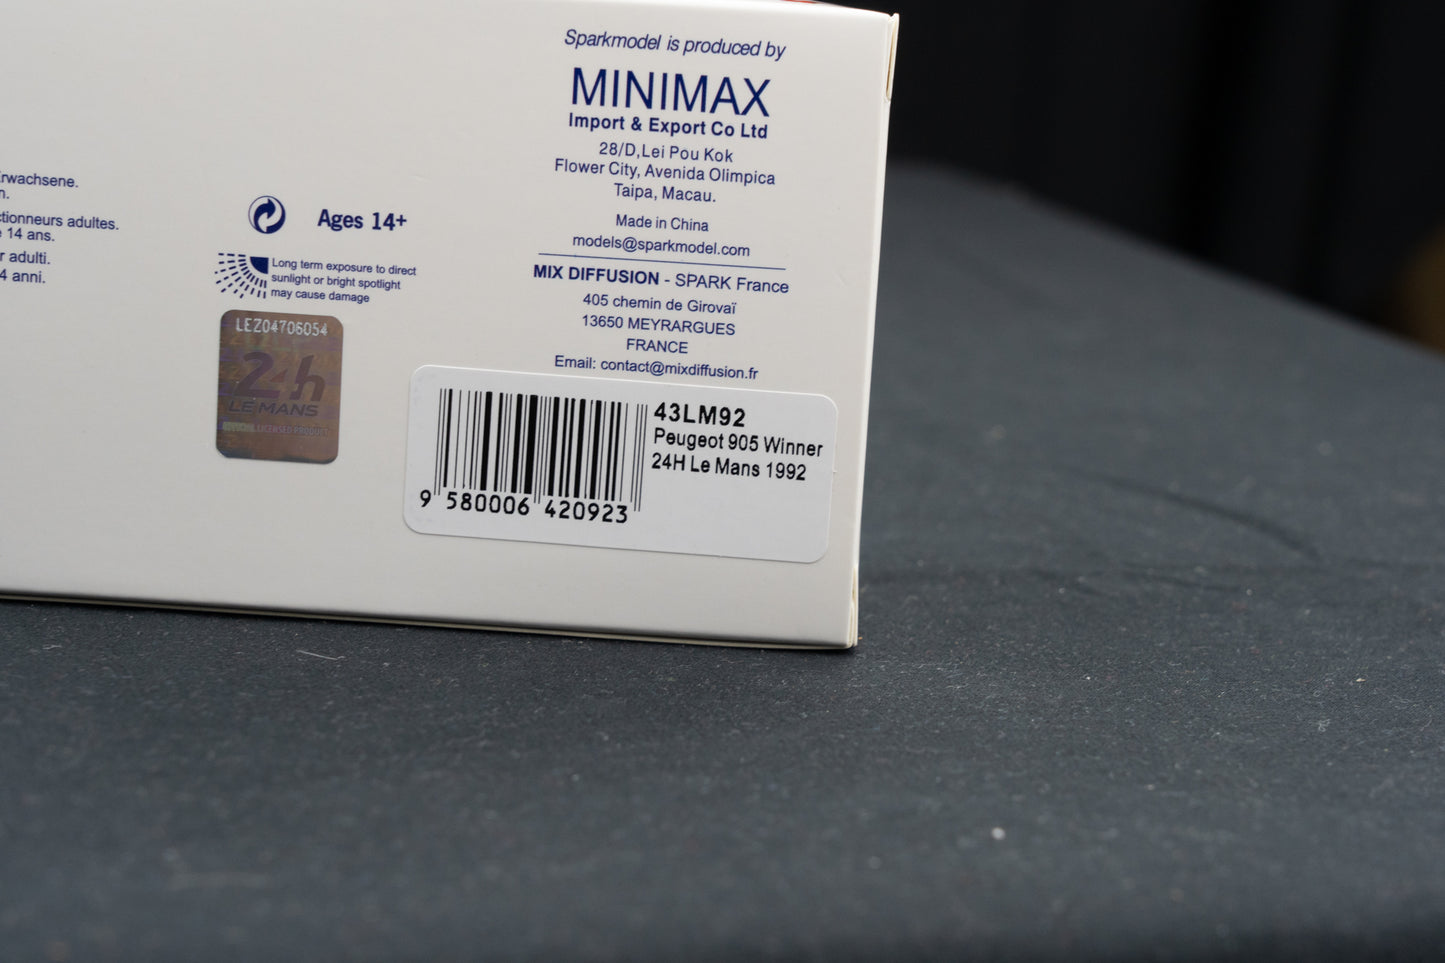 Sparkmodel is produced by
MINIMAX
Import & Export Co Ltd
28/D,Lei Pou Kok
Flower City, Avenida Olimpica
Taipa, Macau.
Made in China
models@sparkmodel.com
MIX DIFFUSION - SPARK France
405 chemin de Girovaï
13650 MEYRARGUES
FRANCE
Email: contact@mixdiffusion.fr
rwachsene.
n.
ctionneurs adultes.
14 ans.
r adulti.
4 anni.
Ages 14+
Long term exposure to direct
sunlight or bright spotlight
may cause damage
LEZ04706054
24h
LE MANS
OFFICIAL LICENSED PRODUCT
43LM92
Peugeot 905 Winner
24H Le Mans 1992
9 580006 420923